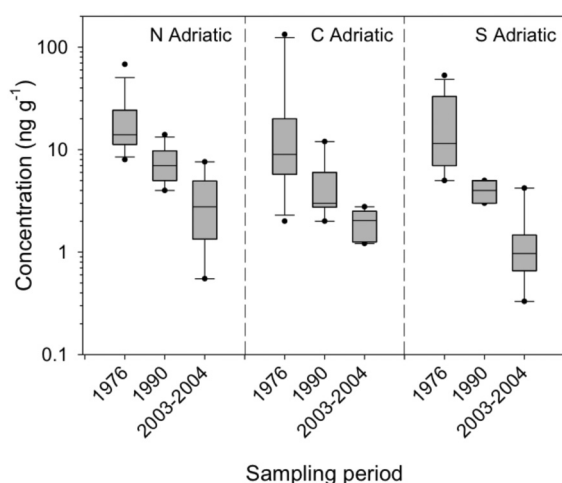 N Adriatic
C Adriatic
S Adriatic
Concentration (ng g⁻¹)
100
10
1
0.1
1976
1990
2003-2004
1976
1990
2003-2004
1976
1990
2003-2004
Sampling period